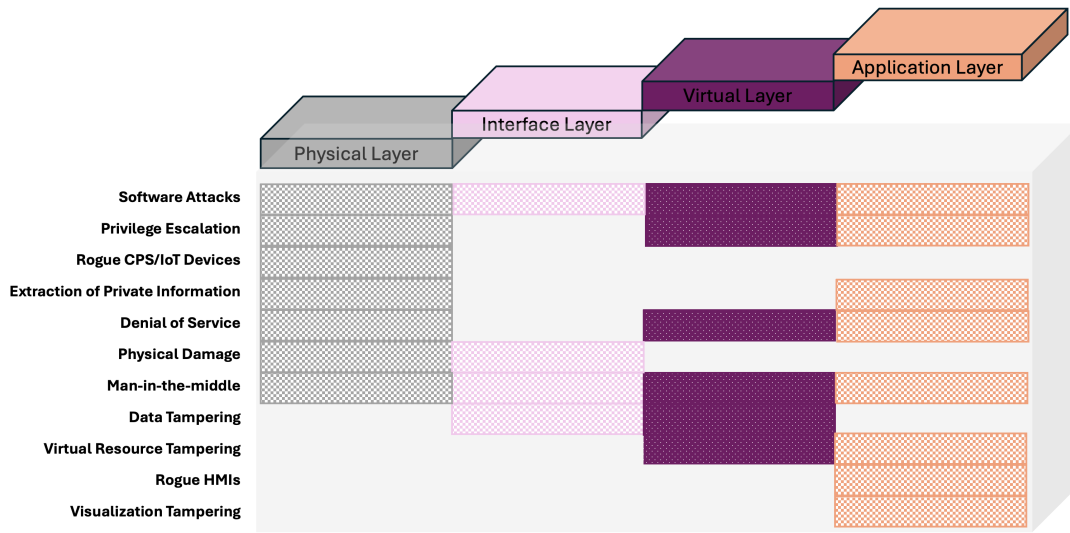 Application Layer
Virtual Layer
Interface Layer
Physical Layer
Software Attacks
Privilege Escalation
Rogue CPS/IoT Devices
Extraction of Private Information
Denial of Service
Physical Damage
Man-in-the-middle
Data Tampering
Virtual Resource Tampering
Rogue HMIs
Visualization Tampering